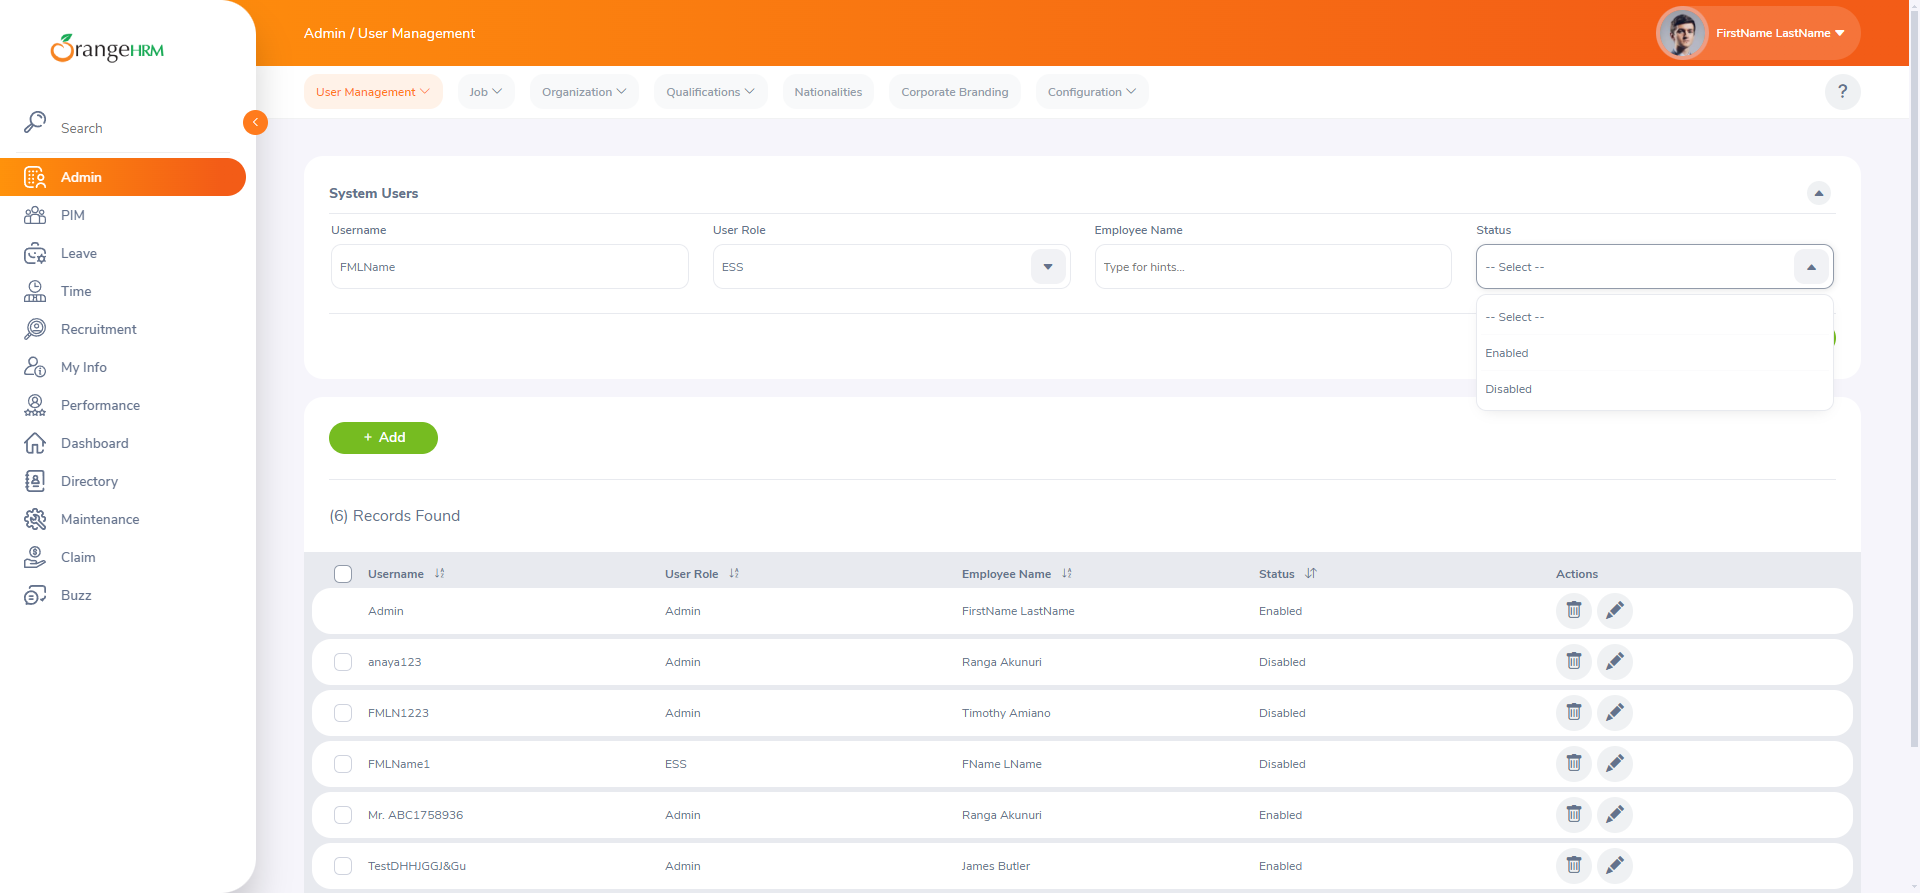 OrangeHRM
Admin / User Management
FirstName LastName
User Management
Job
Organization
Qualifications
Nationalities
Corporate Branding
Configuration
?
Search
Admin
PIM
Leave
Time
Recruitment
My Info
Performance
Dashboard
Directory
Maintenance
Claim
Buzz
System Users
Username
User Role
Employee Name
Status
FMLName
ESS
Type for hints...
-- Select --
-- Select --
Enabled
Disabled
+ Add
(6) Records Found
Username User Role Employee Name Status Actions
Admin Admin FirstName LastName Enabled
anaya123 Admin Ranga Akunuri Disabled
FMLN1223 Admin Timothy Amiano Disabled
FMLName1 ESS FName LName Disabled
Mr. ABC1758936 Admin Ranga Akunuri Enabled
TestDHHJGGJ&Gu Admin James Butler Enabled